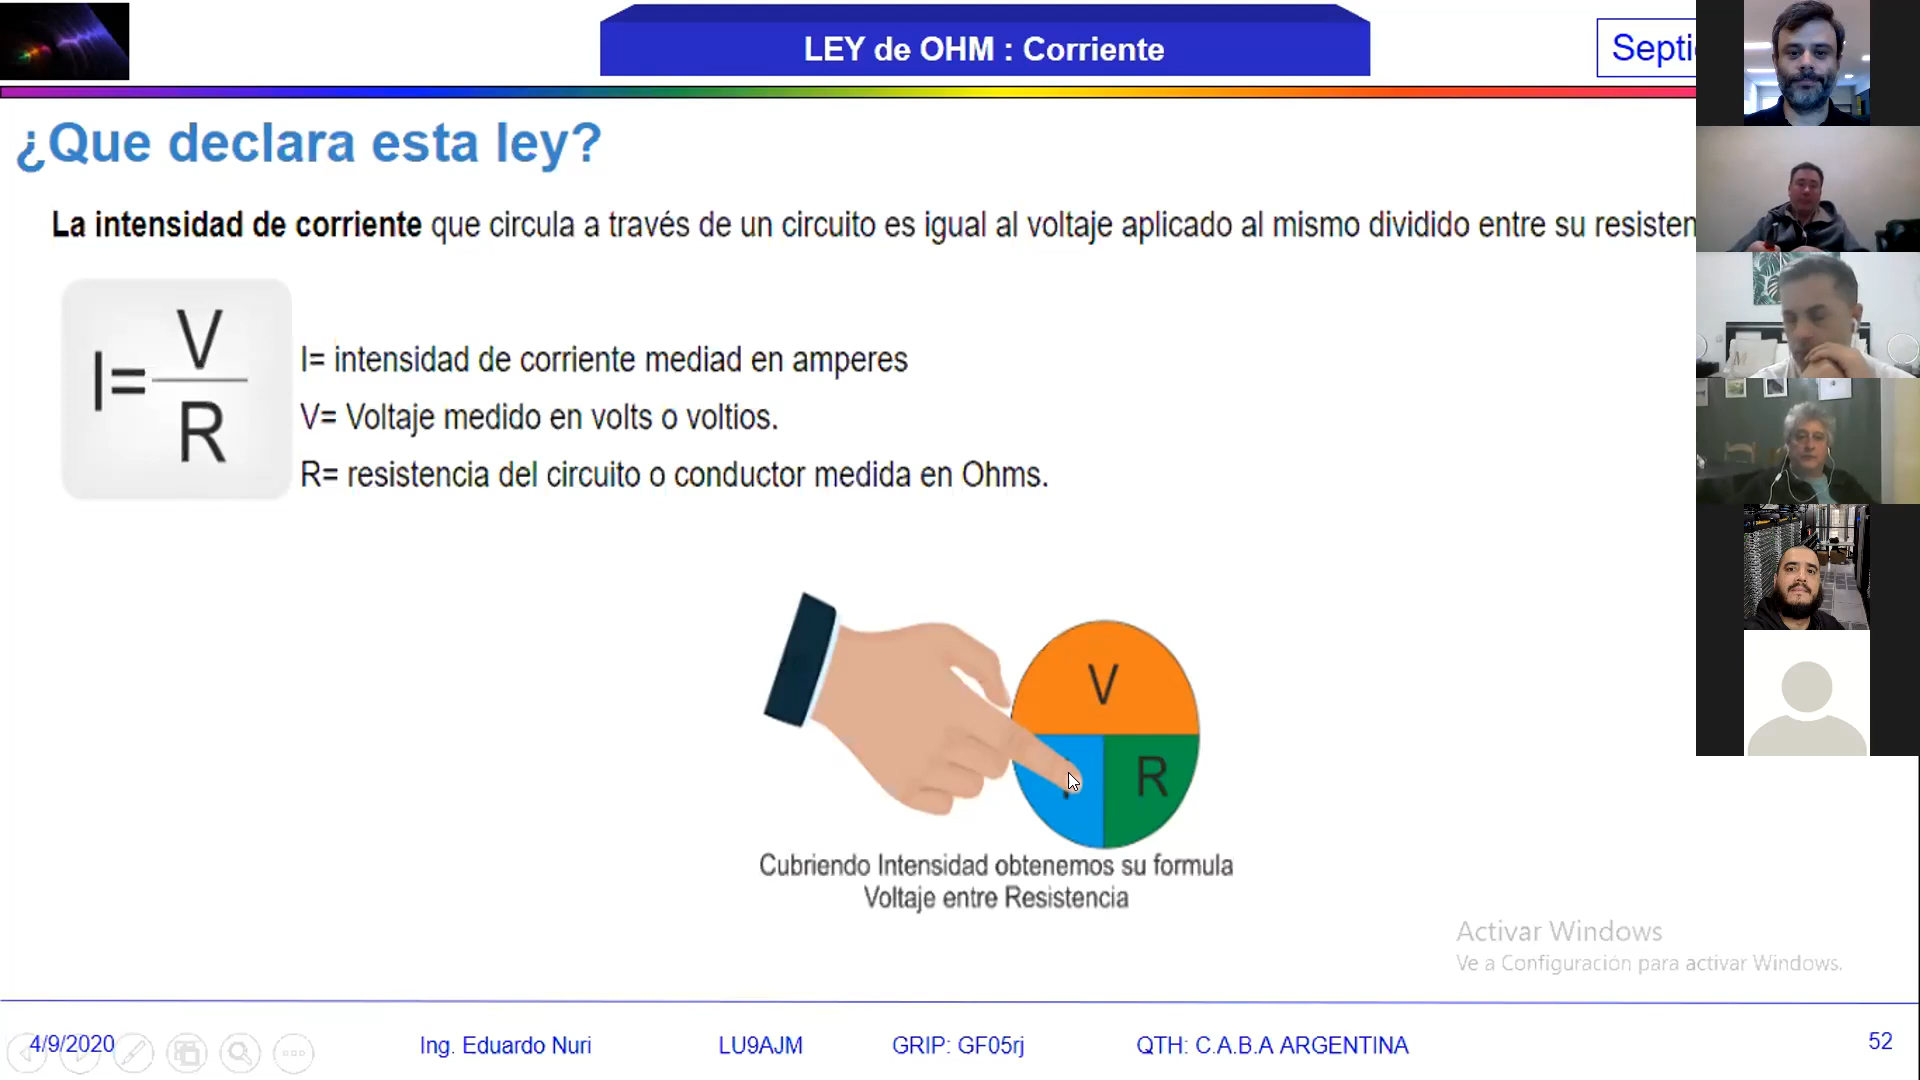 LEY de OHM : Corriente
Septi
¿Que declara esta ley?
La intensidad de corriente que circula a través de un circuito es igual al voltaje aplicado al mismo dividido entre su resisten
I=
V
R
I= intensidad de corriente mediad en amperes
V= Voltaje medido en volts o voltios.
R= resistencia del circuito o conductor medida en Ohms.
V
I
R
Cubriendo Intensidad obtenemos su formula
Voltaje entre Resistencia
Activar Windows
Ve a Configuración para activar Windows.
4/9/2020
Ing. Eduardo Nuri
LU9AJM
GRIP: GF05rj
QTH: C.A.B.A ARGENTINA
52